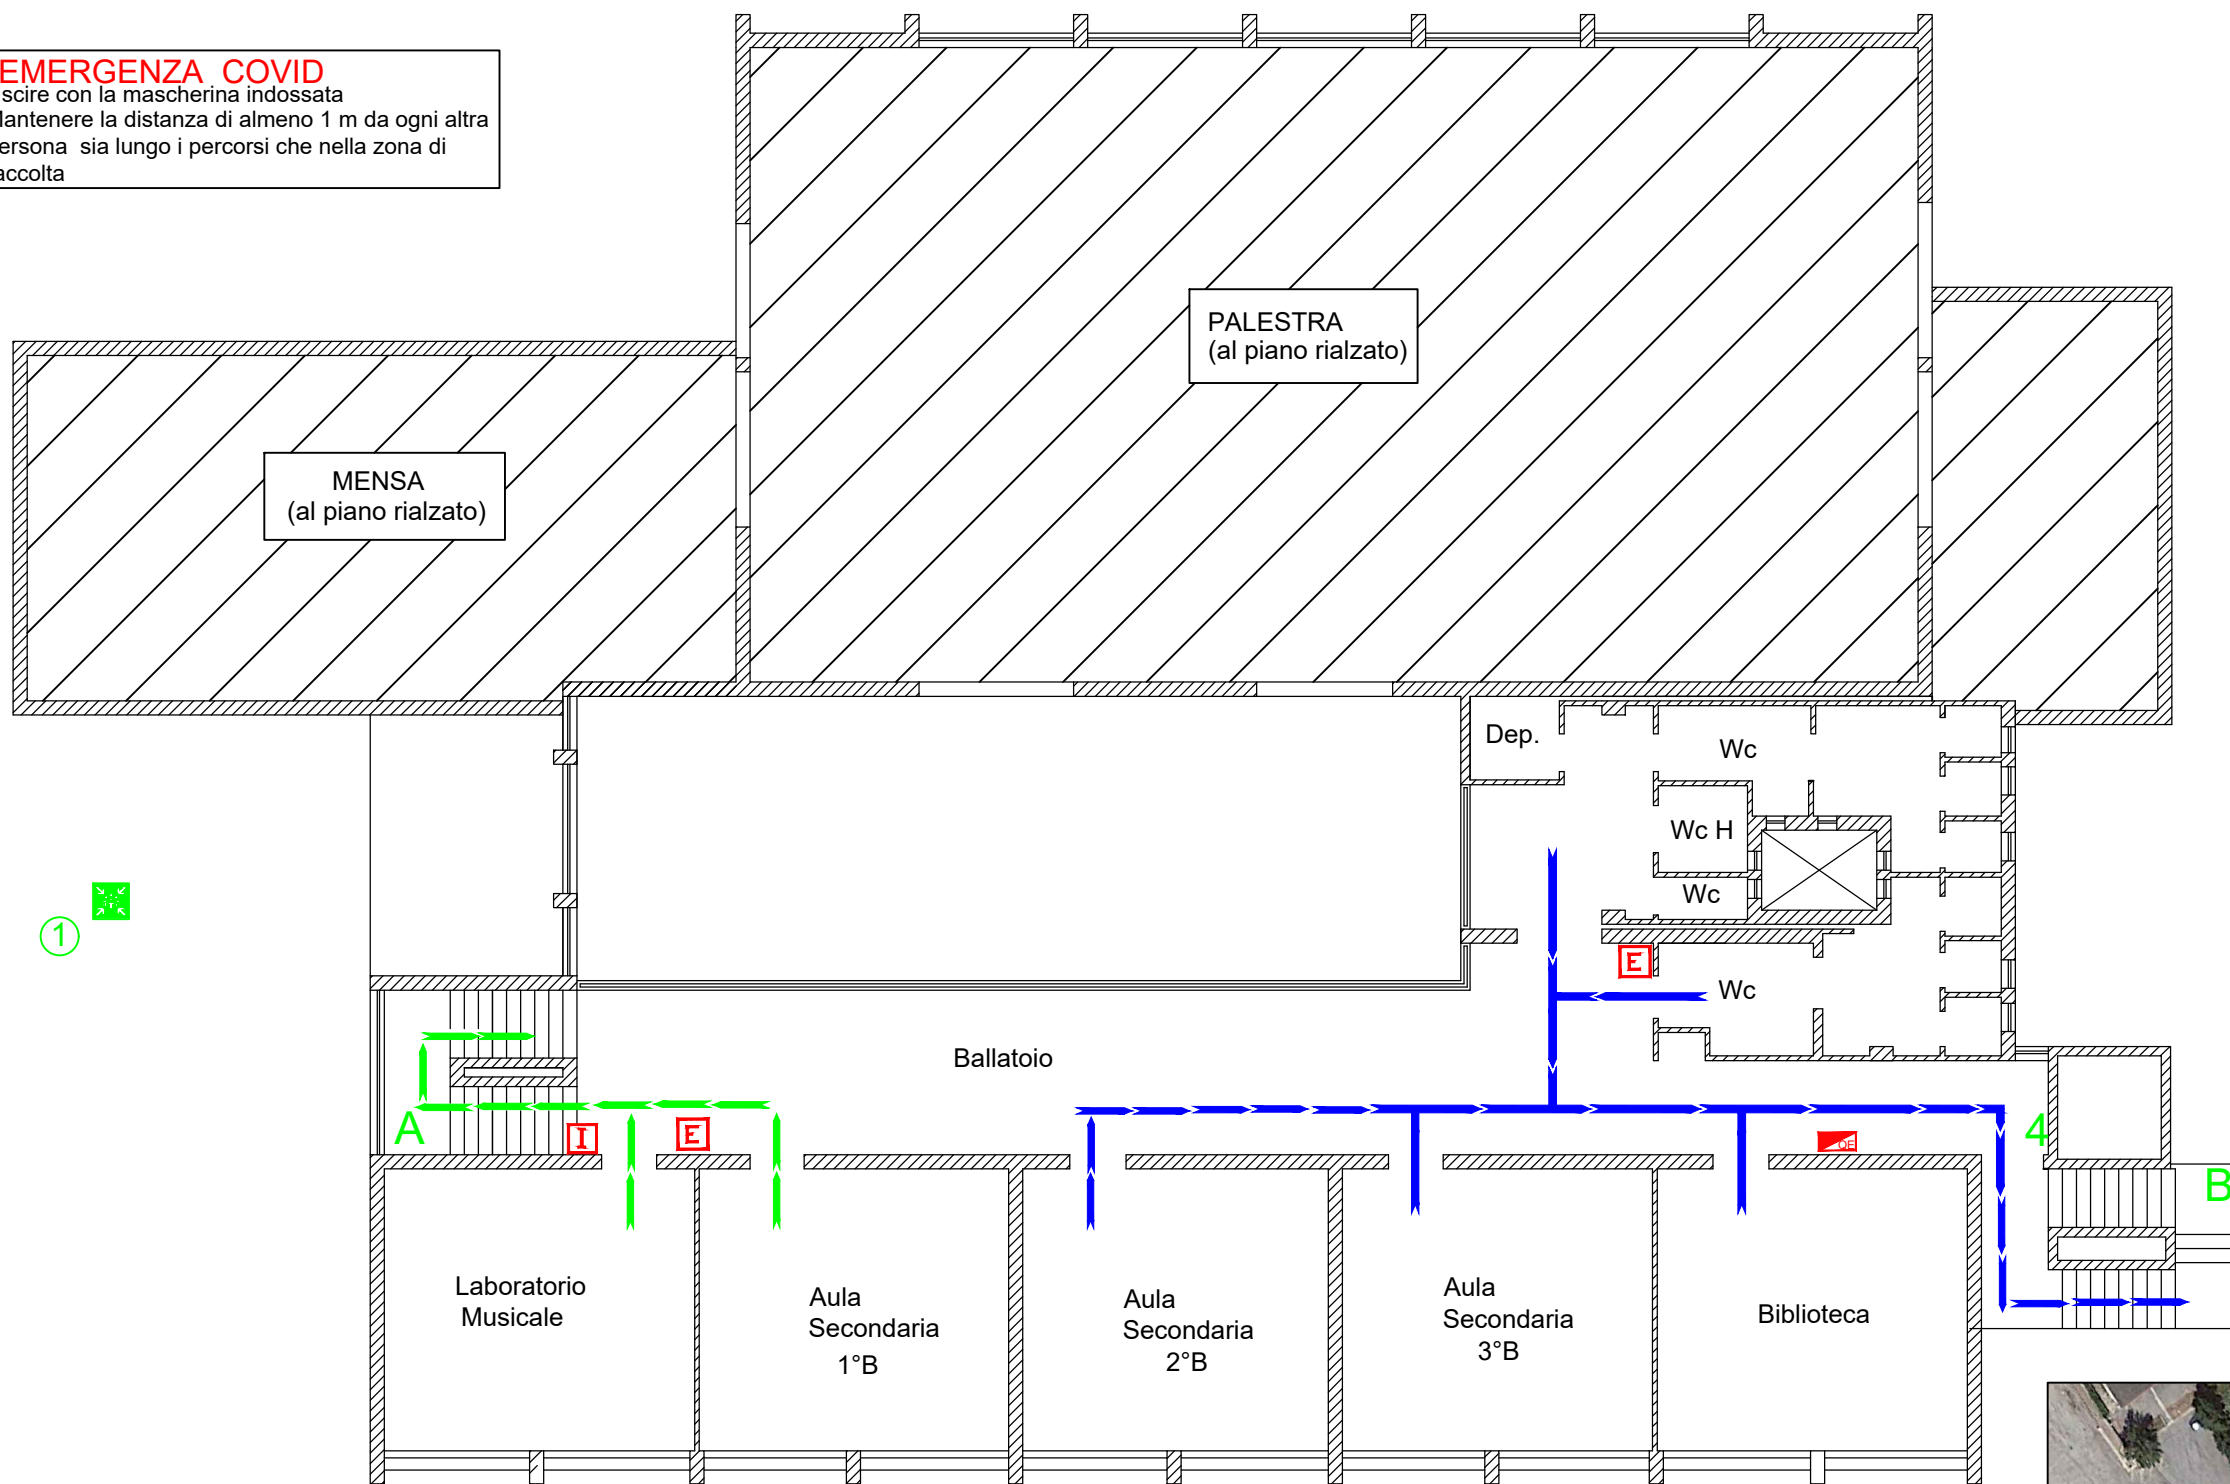 EMERGENZA COVID
scire con la mascherina indossata
antenere la distanza di almeno 1 m da ogni altra
ersona sia lungo i percorsi che nella zona di
accolta
PALESTRA
(al piano rialzato)
MENSA
(al piano rialzato)
Dep.
Wc
Wc H
Wc
1
E
Wc
Ballatoio
A
I
E
QE
4
B
Laboratorio
Musicale
Aula
Secondaria
1°B
Aula
Secondaria
2°B
Aula
Secondaria
3°B
Biblioteca